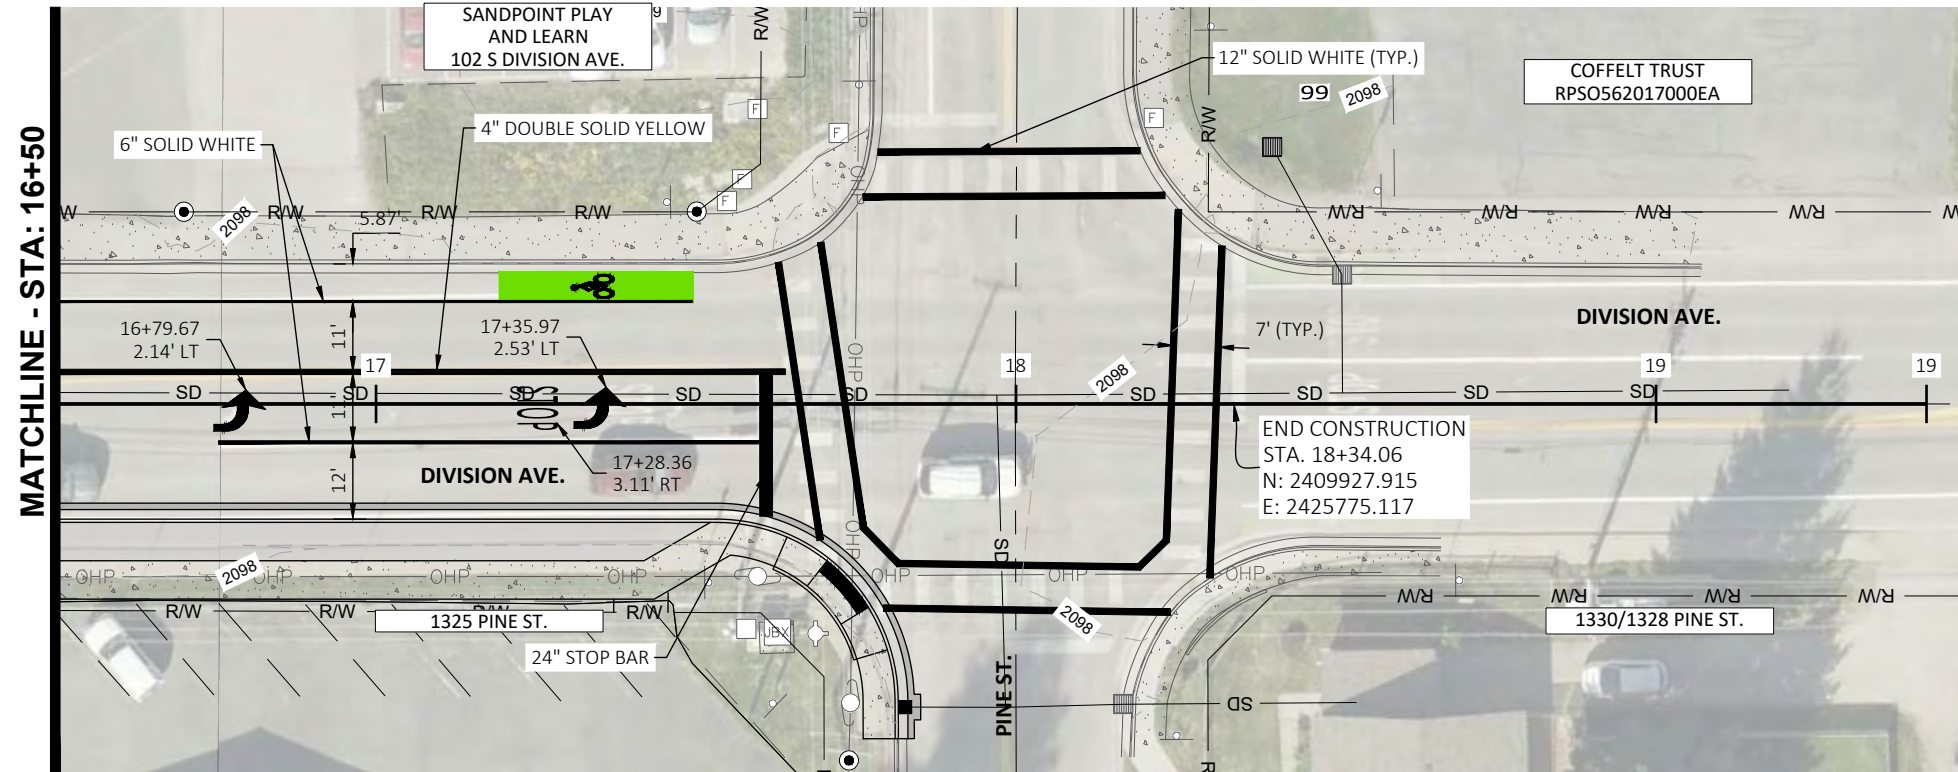 SANDPOINT PLAY
AND LEARN
102 S DIVISION AVE.
9
R/W
OHP
12" SOLID WHITE (TYP.)
COFFELT TRUST
RPSO562017000EA
99
2098
F
F
F
F
F
R/W
MATCHLINE - STA: 16+50
6" SOLID WHITE
4" DOUBLE SOLID YELLOW
W
R/W
R/W
R/W
2098
5.87'
OH
R/W
R/W
R/W
R/W
W
16+79.67
2.14' LT
11'
17+35.97
2.53' LT
7' (TYP.)
DIVISION AVE.
17
18
19
19
OHP
2098
SD
SD
SD
SD
SD
SD
SD
SD
SD
11'
STOP
END CONSTRUCTION
STA. 18+34.06
N: 2409927.915
E: 2425775.117
DIVISION AVE.
17+28.36
3.11' RT
12'
OHP
SD
2098
OHP
OHP
OHP
OHP
OHP
OHP
OHP
R/W
R/W
R/W
R/W
R/W
R/W
R/W
R/W
1325 PINE ST.
2098
1330/1328 PINE ST.
JBX
24" STOP BAR
PINE ST.
SD
R